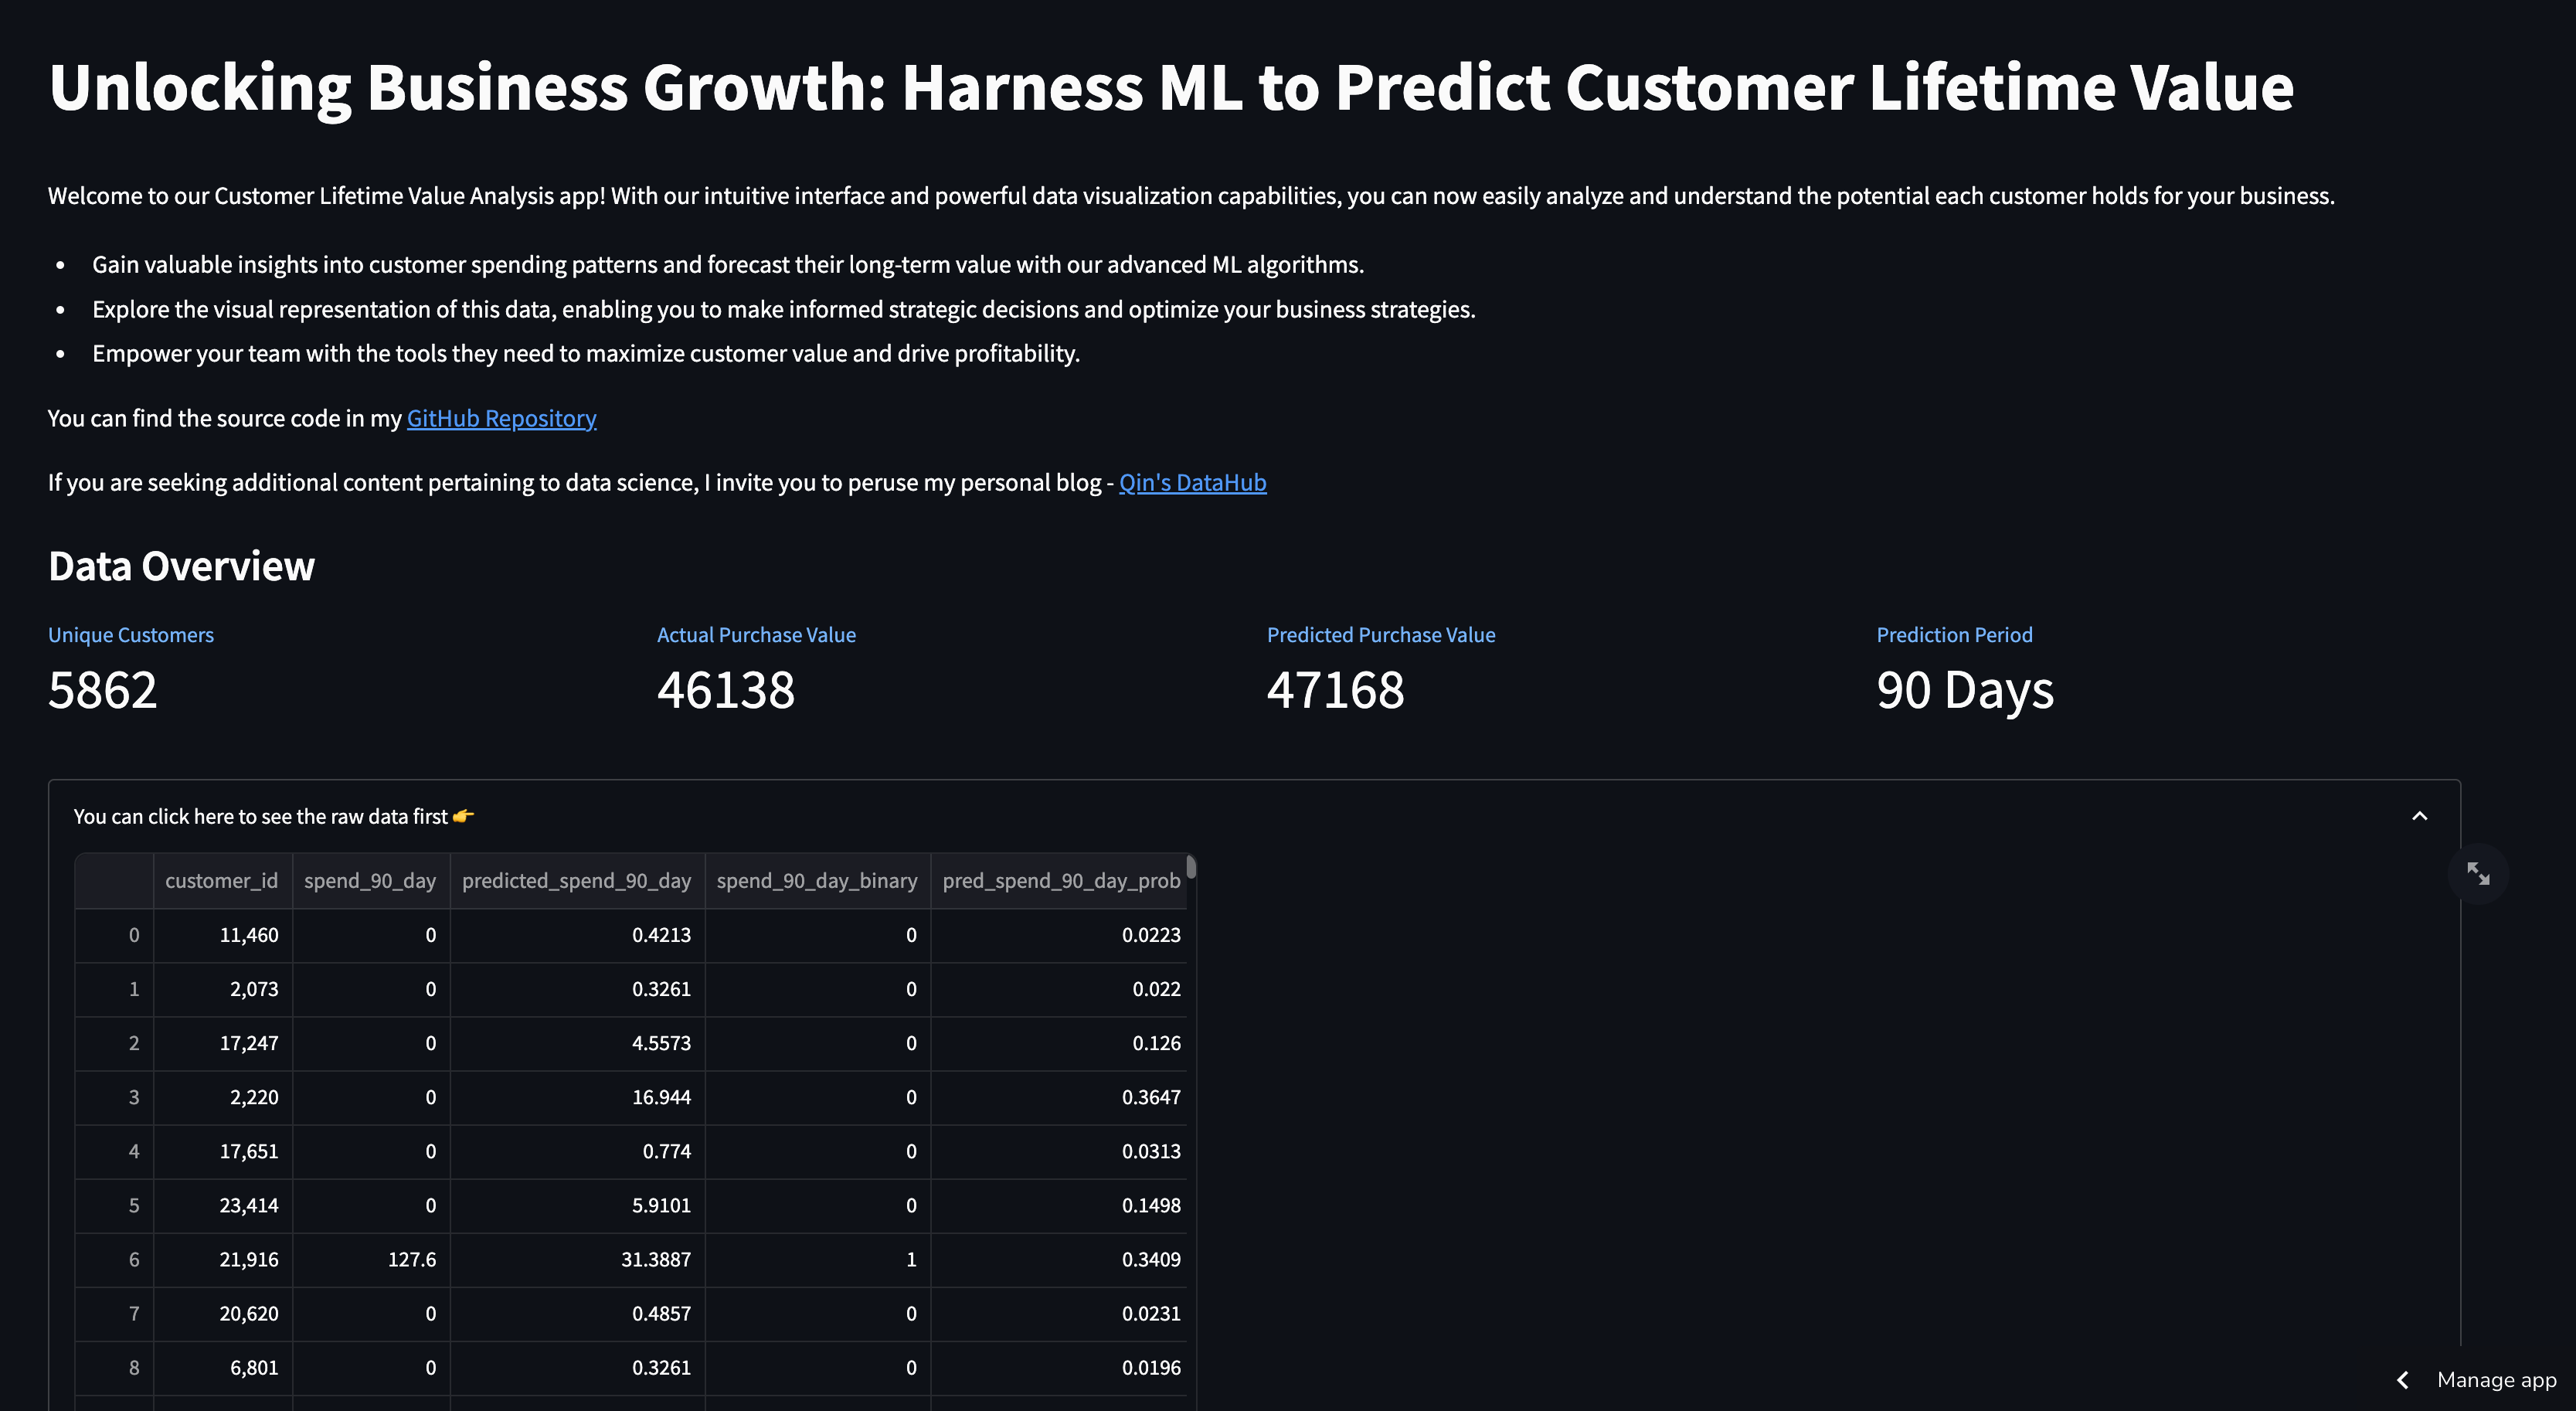 Unlocking Business Growth: Harness ML to Predict Customer Lifetime Value
Welcome to our Customer Lifetime Value Analysis app! With our intuitive interface and powerful data visualization capabilities, you can now easily analyze and understand the potential each customer holds for your business.
• Gain valuable insights into customer spending patterns and forecast their long-term value with our advanced ML algorithms.
• Explore the visual representation of this data, enabling you to make informed strategic decisions and optimize your business strategies.
• Empower your team with the tools they need to maximize customer value and drive profitability.
You can find the source code in my GitHub Repository
If you are seeking additional content pertaining to data science, I invite you to peruse my personal blog - Qin's DataHub
Data Overview
Unique Customers Actual Purchase Value Predicted Purchase Value Prediction Period
5862 46138 47168 90 Days
You can click here to see the raw data first 👉
customer_id spend_90_day predicted_spend_90_day spend_90_day_binary pred_spend_90_day_prob
0 11,460 0 0.4213 0 0.0223
1 2,073 0 0.3261 0 0.022
2 17,247 0 4.5573 0 0.126
3 2,220 0 16.944 0 0.3647
4 17,651 0 0.774 0 0.0313
5 23,414 0 5.9101 0 0.1498
6 21,916 127.6 31.3887 1 0.3409
7 20,620 0 0.4857 0 0.0231
8 6,801 0 0.3261 0 0.0196
Manage app